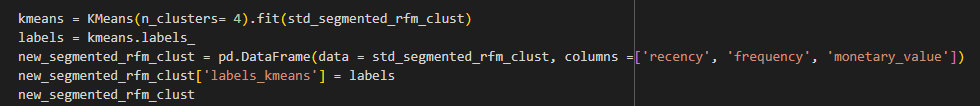 kmeans = KMeans(n_clusters= 4).fit(std_segmented_rfm_clust)
labels = kmeans.labels_
new_segmented_rfm_clust = pd.DataFrame(data = std_segmented_rfm_clust, columns =['recency', 'frequency', 'monetary_value'])
new_segmented_rfm_clust['labels_kmeans'] = labels
new_segmented_rfm_clust